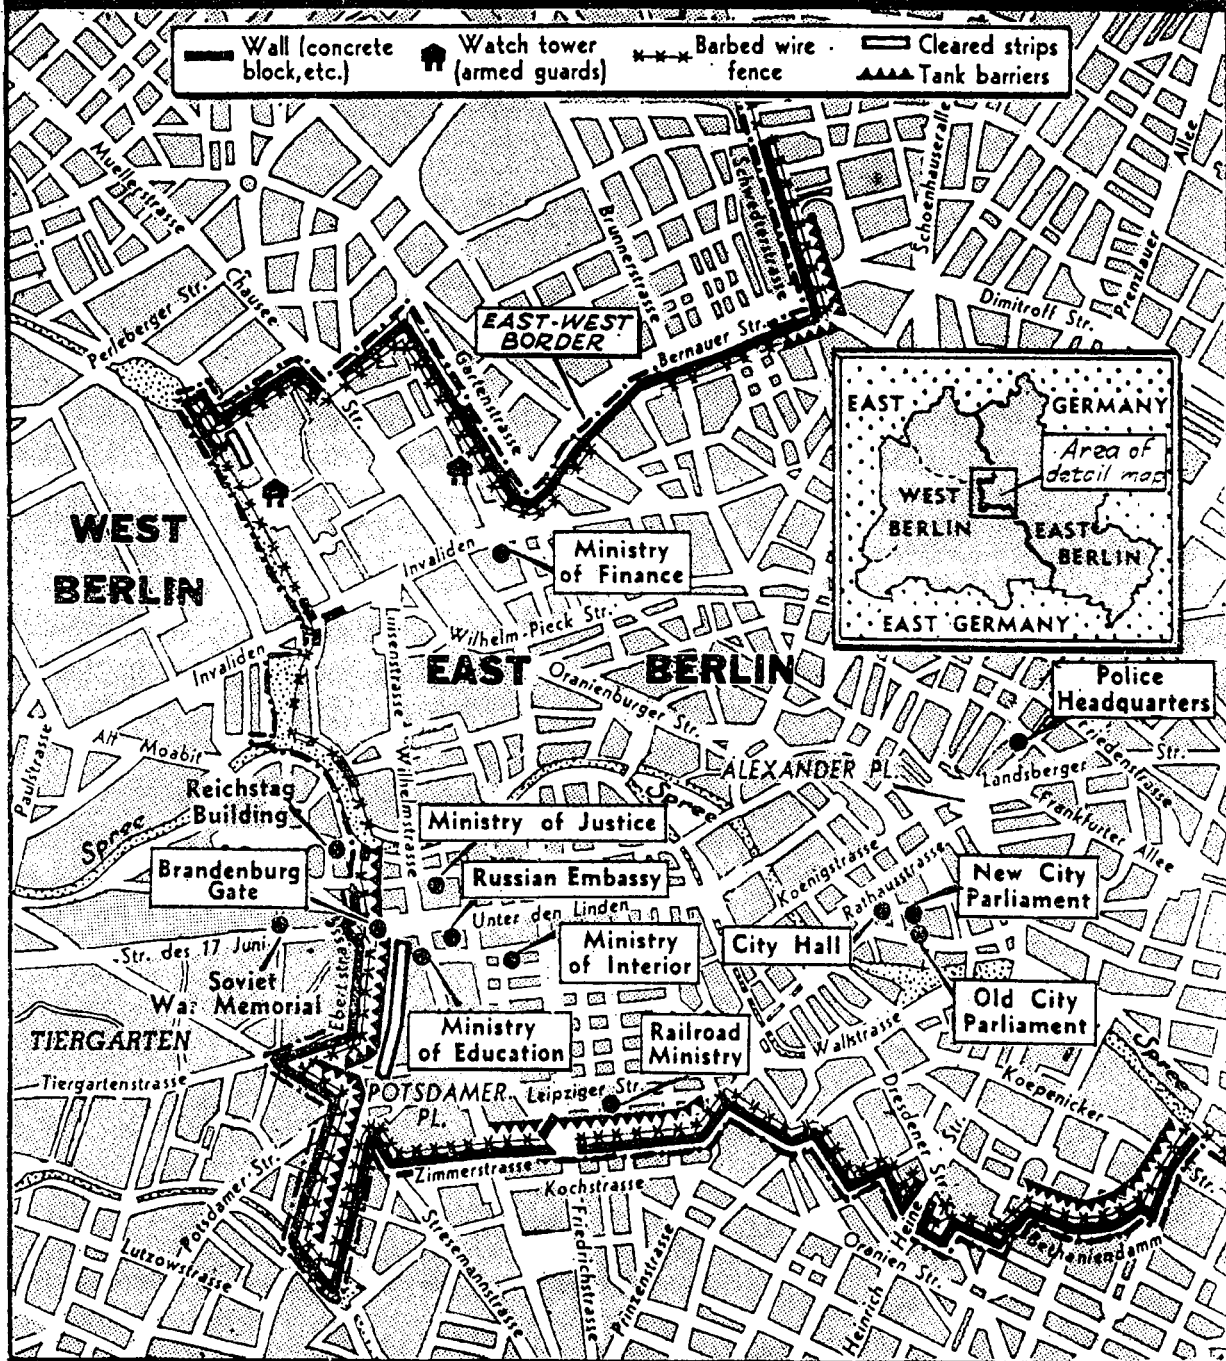 Wall (concrete
block, etc.)
Watch tower
(armed guards)
Barbed wire
fence
Cleared strips
Tank barriers
Muellerstrasse
Chausee
Str.
Perleberger Str.
Gartenstrasse
Brunnerstrasse
Schwedterstrasse
Schoenhauseralle
Prenzlauer
Allee
Dimitroff Str.
Bernauer Str.
EAST-WEST
BORDER
EAST
GERMANY
Area of
detail map
WEST
BERLIN
EAST
BERLIN
EAST GERMANY
WEST
BERLIN
Invaliden
Ministry
of Finance
Wilhelm-Pieck Str.
Luisenstrasse
EAST BERLIN
Invaliden
Oranienburger Str.
Police
Headquarters
Alt Moabit
Paulstrasse
Wilhelmstrasse
ALEXANDER PL.
Landsberger
Str.
Friedenstrasse
Frankfurter Allee
Reichstag
Building
Spree
Spree
Ministry of Justice
Brandenburg
Gate
Russian Embassy
Unter den Linden
Koenigstrasse
Rathausstrasse
New City
Parliament
City Hall
Ministry
of Interior
Str. des 17 Juni
Soviet
War Memorial
Ebertstrasse
Old City
Parliament
TIERGARTEN
Ministry
of Education
Railroad
Ministry
Wallstrasse
Spree
Tiergartenstrasse
POTSDAMER
PL.
Leipziger Str.
Dresdener Str.
Koepenicker
Str.
Str.
Zimmerstrasse
Kochstrasse
Potsdamer Str.
Lutzowstrasse
Stresemannstrasse
Friedrichstrasse
Prinzenstrasse
Heinrich Heine
Oranien Str.
Bethaniendamm